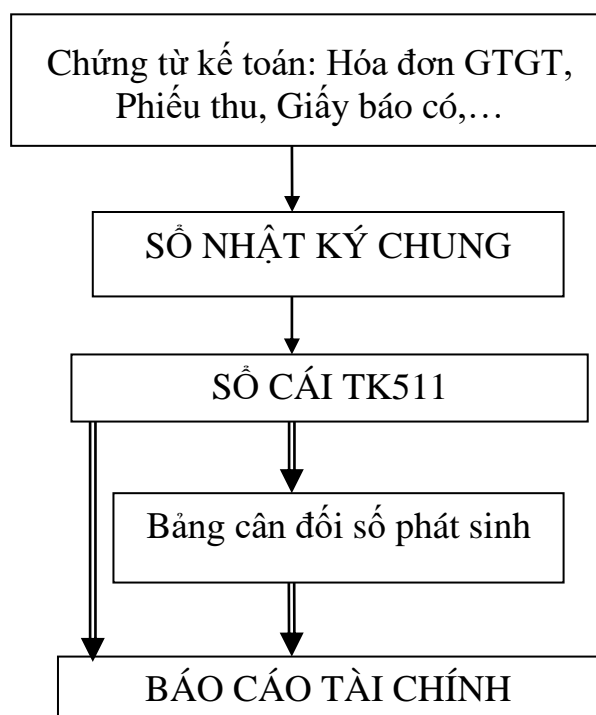 Chứng từ kế toán: Hóa đơn GTGT,
Phiếu thu, Giấy báo có,…
SỔ NHẬT KÝ CHUNG
SỔ CÁI TK511
Bảng cân đối số phát sinh
BÁO CÁO TÀI CHÍNH